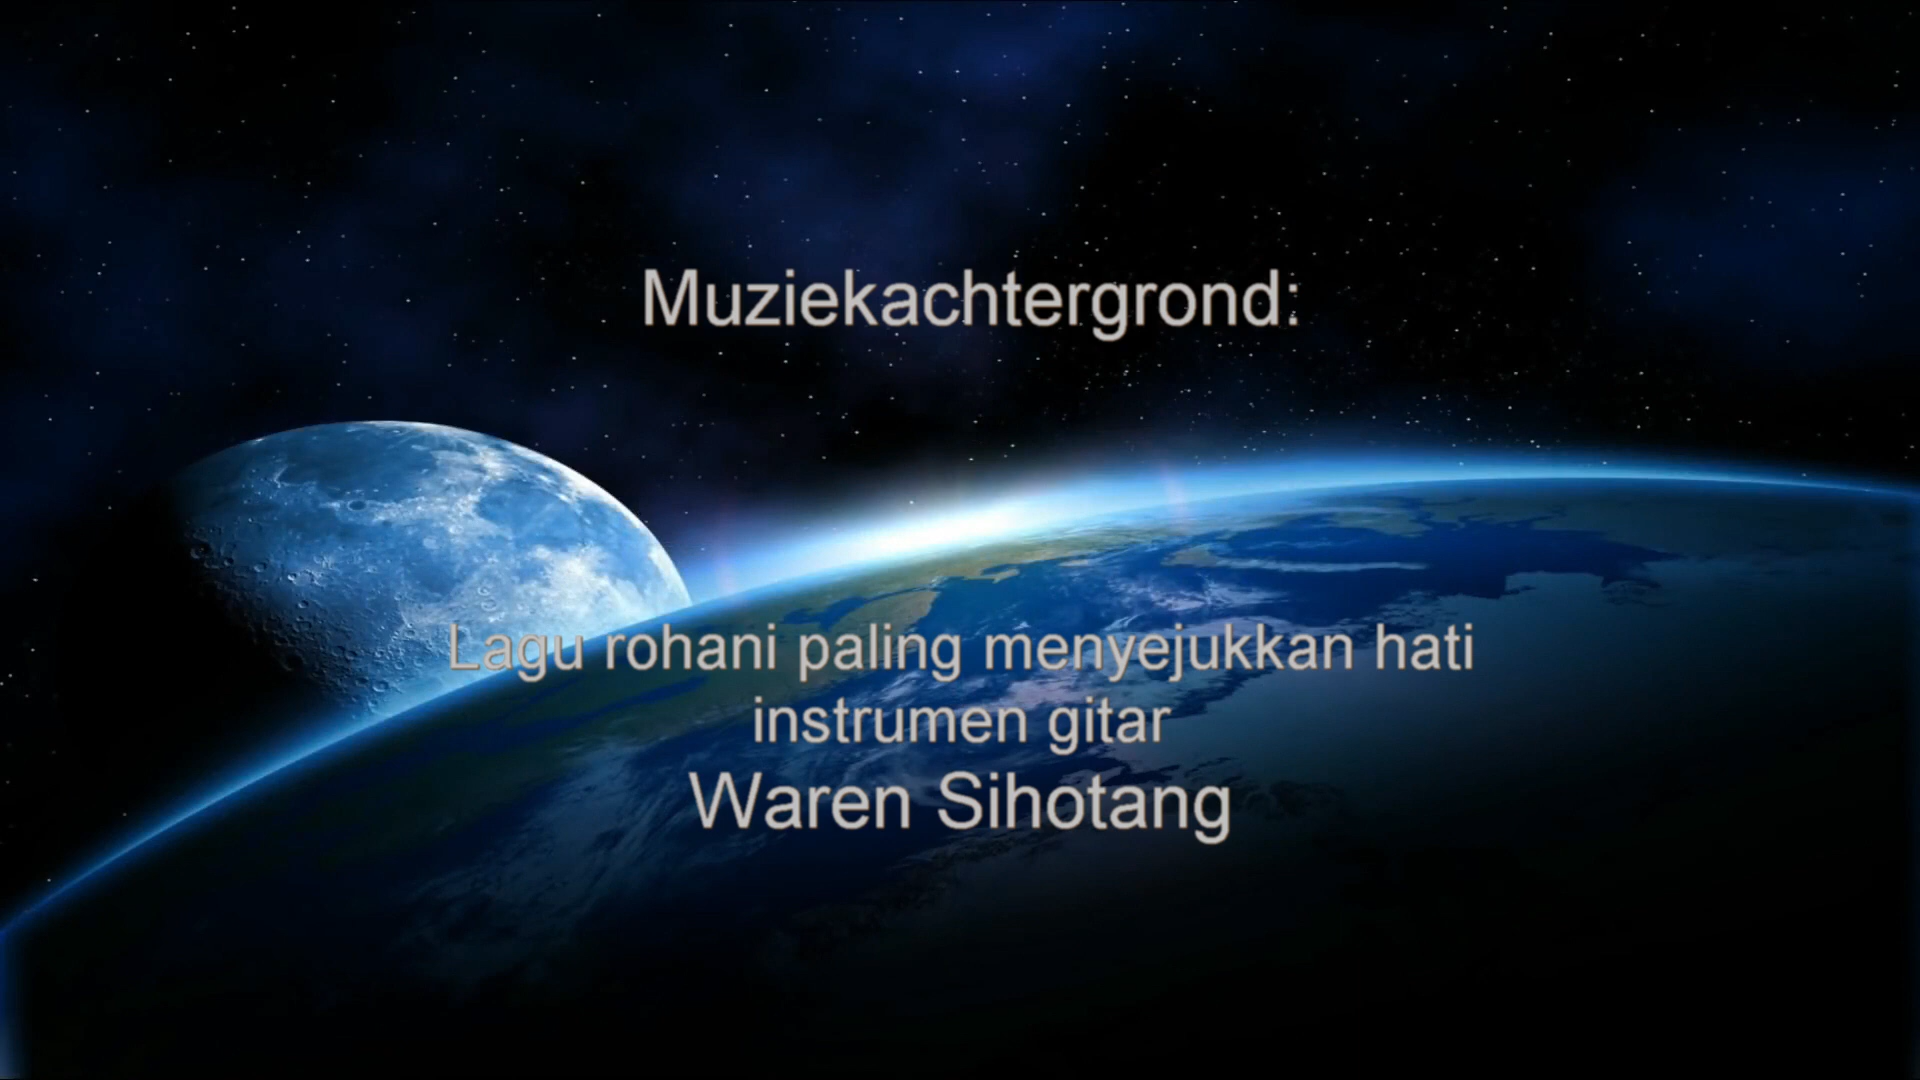 Muziekachtergrond:
Lagu rohani paling menyejukkan hati
instrumen gitar
Waren Sihotang